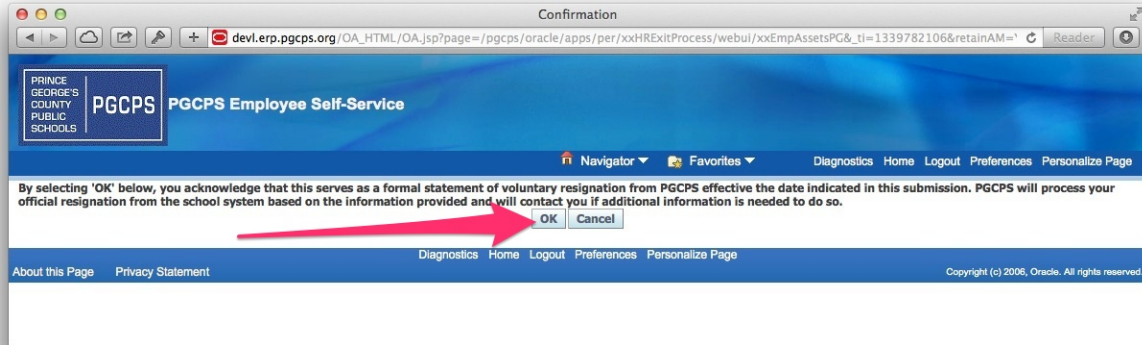 Confirmation
devl.erp.pgcps.org/OA_HTML/OA.jsp?page=/pgcps/oracle/apps/per/xxHRExitProcess/webui/xxEmpAssetsPG&_ti=1339782106&retainAM=Y
Reader
PRINCE
GEORGE'S
COUNTY
PUBLIC
SCHOOLS
PGCPS
PGCPS Employee Self-Service
Navigator Favorites Diagnostics Home Logout Preferences Personalize Page
By selecting 'OK' below, you acknowledge that this serves as a formal statement of voluntary resignation from PGCPS effective the date indicated in this submission. PGCPS will process your
official resignation from the school system based on the information provided and will contact you if additional information is needed to do so.
OK Cancel
Diagnostics Home Logout Preferences Personalize Page
About this Page Privacy Statement Copyright (c) 2006, Oracle. All rights reserved.